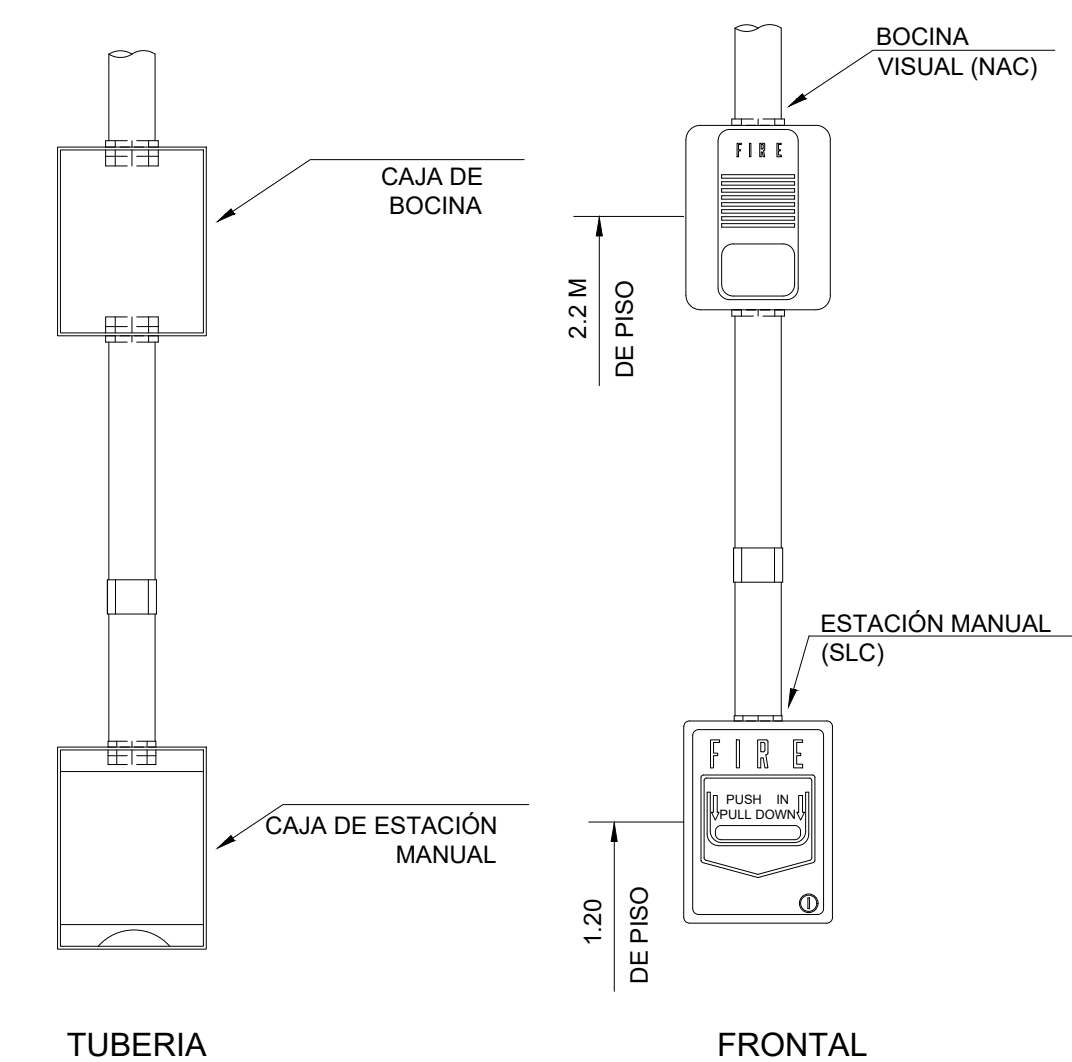 BOCINA
VISUAL (NAC)
FIRE
CAJA DE
BOCINA
2.2 M
DE PISO
ESTACIÓN MANUAL
(SLC)
FIRE
PUSH IN
PULL DOWN
CAJA DE ESTACIÓN
MANUAL
1.20
DE PISO
TUBERIA
FRONTAL